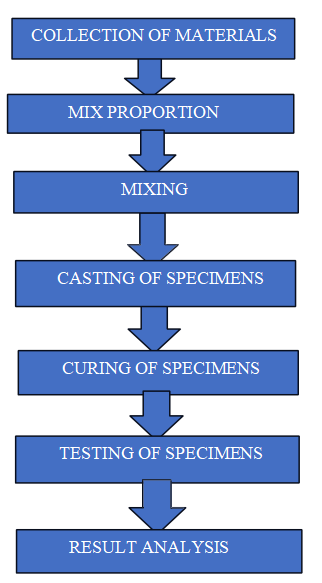 COLLECTION OF MATERIALS
MIX PROPORTION
MIXING
CASTING OF SPECIMENS
CURING OF SPECIMENS
TESTING OF SPECIMENS
RESULT ANALYSIS